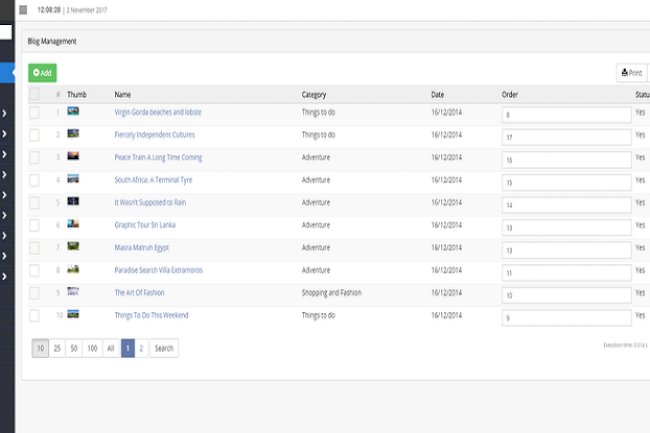 12:08:28 | 2 November 2017
Blog Management
Add
Print
# Thumb Name Category Date Order Statu
1 Virgin Gorda beaches and lobste Things to do 16/12/2014 8 Yes
2 Fiercely Independent Cultures Things to do 16/12/2014 17 Yes
3 Peace Train A Long Time Coming Adventure 16/12/2014 16 Yes
4 South Africa: A Terminal Tyre Adventure 16/12/2014 15 Yes
5 It Wasn't Supposed to Rain Adventure 16/12/2014 14 Yes
6 Graphic Tour Sri Lanka Adventure 16/12/2014 13 Yes
7 Masra Matruh Egypt Adventure 16/12/2014 13 Yes
8 Paradise Search Villa Extramoros Adventure 16/12/2014 11 Yes
9 The Art Of Fashion Shopping and Fashion 16/12/2014 10 Yes
10 Things To Do This Weekend Things to do 16/12/2014 9 Yes
10 25 50 100 All 1 2 Search
Execution time: